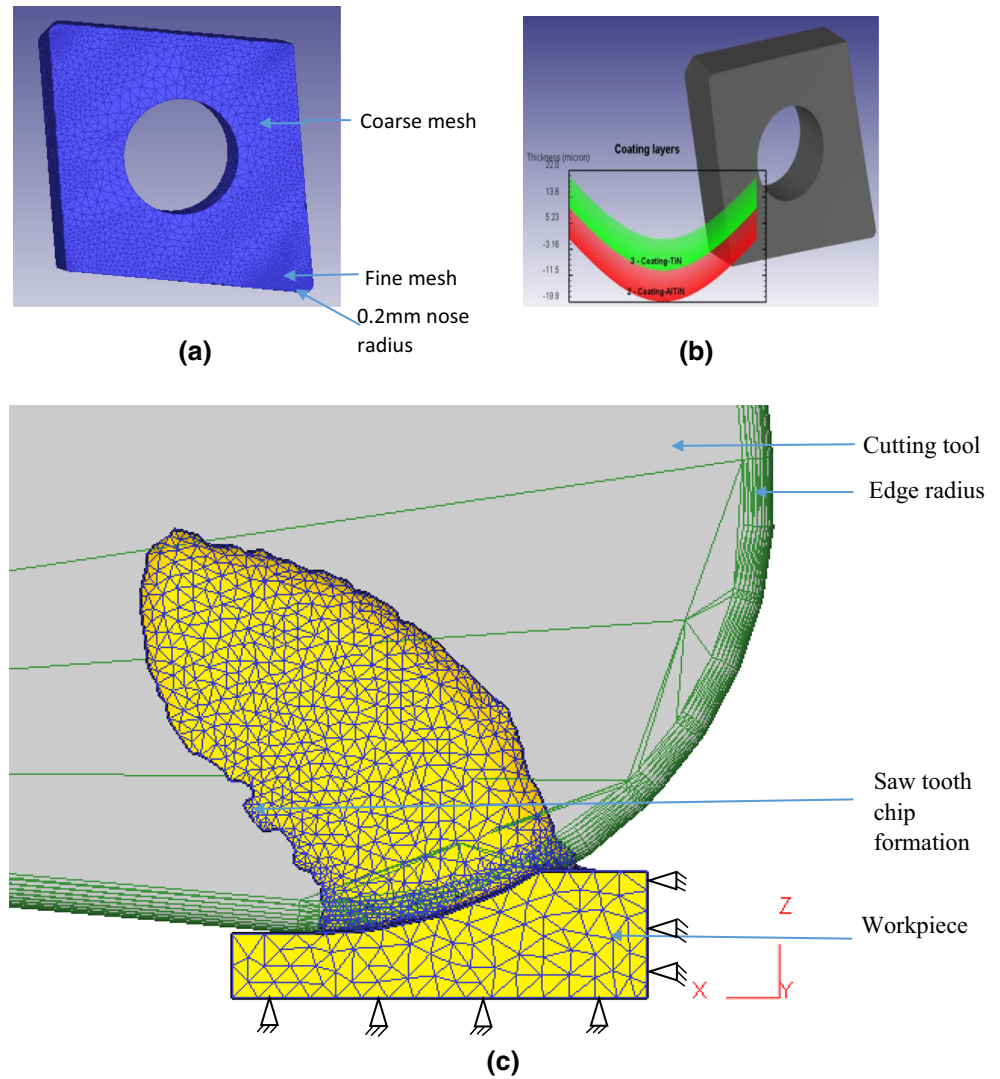 Coarse mesh
Fine mesh
0.2mm nose
radius
(a)
Coating layers
Thickness (micron)
22.0
13.6
5.23
-3.18
-11.5
-19.9
3 - Coating-TiN
2 - Coating-AlTiN
(b)
Cutting tool
Edge radius
Saw tooth
chip
formation
Workpiece
Z
X
Y
(c)